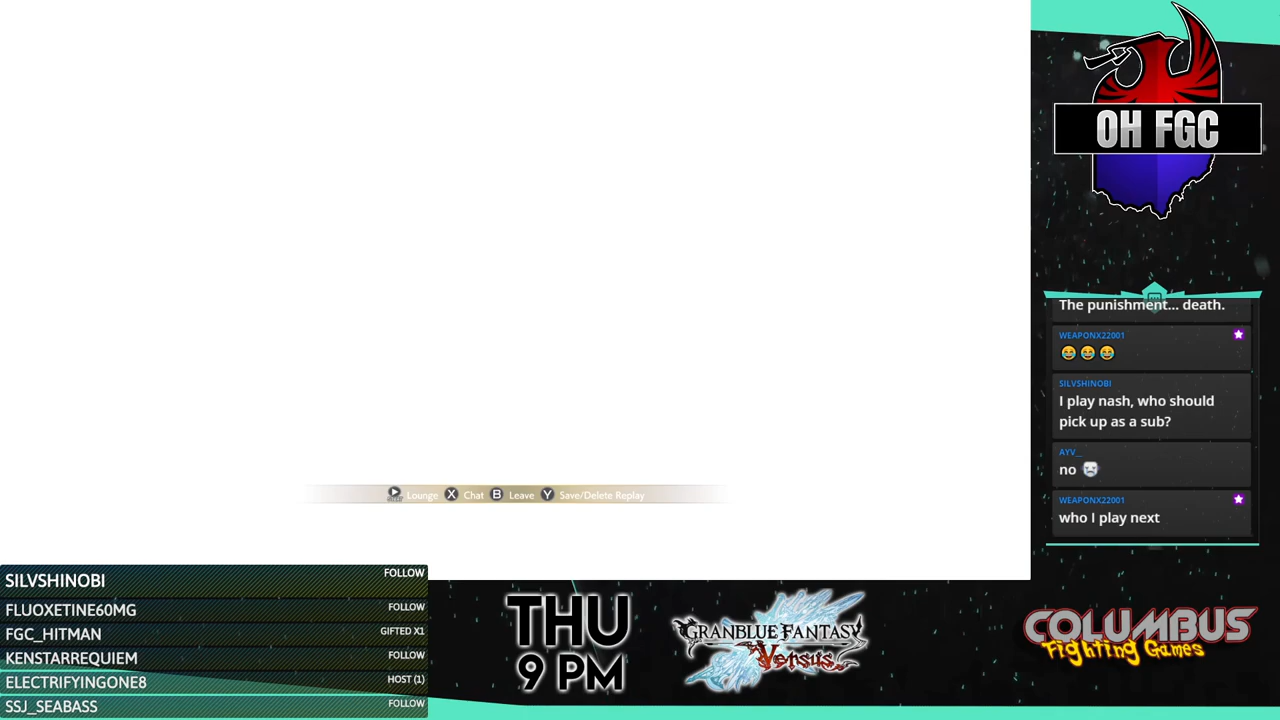 OH FGC
The punishment... death.
WEAPONX22001
😂 😂 😂
SILVSHINOBI
I play nash, who should
pick up as a sub?
AYV_
no
WEAPONX22001
who I play next
Lounge X Chat B Leave Y Save/Delete Replay
SILVSHINOBI FOLLOW
FLUOXETINE60MG FOLLOW
FGC_HITMAN GIFTED X1
KENSTARREQUIEM FOLLOW
ELECTRIFYINGONE8 HOST (1)
SSJ_SEABASS FOLLOW
THU
9 PM
GRANBLUE FANTASY
Versus
COLUMBUS
Fighting Games